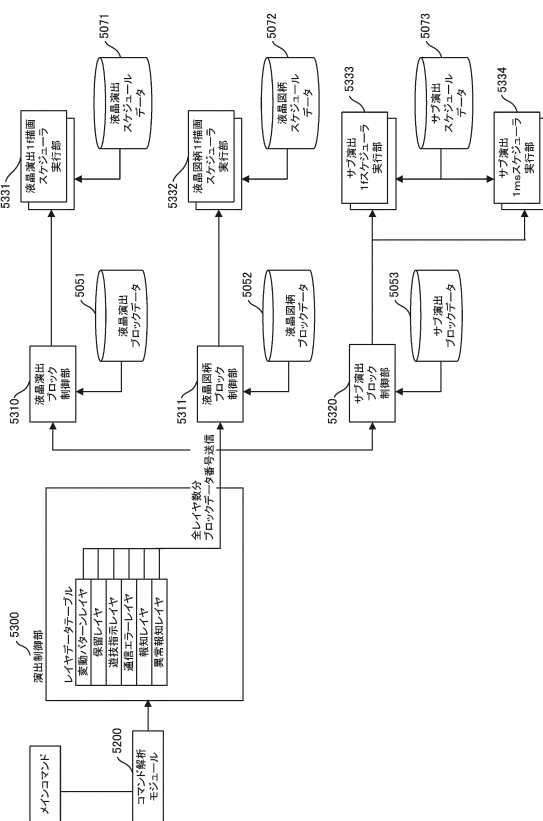 メインコマンド
コマンド解析
モジュール
5200
5300
演出制御部
レイヤデータテーブル
変動パターンレイヤ
保留レイヤ
遊技指示レイヤ
通信エラーレイヤ
報知レイヤ
異常報知レイヤ
全レイヤ数分
ブロックデータ番号送信
5310
液晶演出
ブロック
制御部
5051
液晶演出
ブロックデータ
5331
液晶演出1f描画
スケジューラ
実行部
5071
液晶演出
スケジュール
データ
5311
液晶図柄
ブロック
制御部
5052
液晶図柄
ブロックデータ
5332
液晶図柄1f描画
スケジューラ
実行部
5072
液晶図柄
スケジュール
データ
5320
サブ演出
ブロック
制御部
5053
サブ演出
ブロックデータ
5333
サブ演出
1fスケジューラ
実行部
5073
サブ演出
スケジュール
データ
5334
サブ演出
1msスケジューラ
実行部